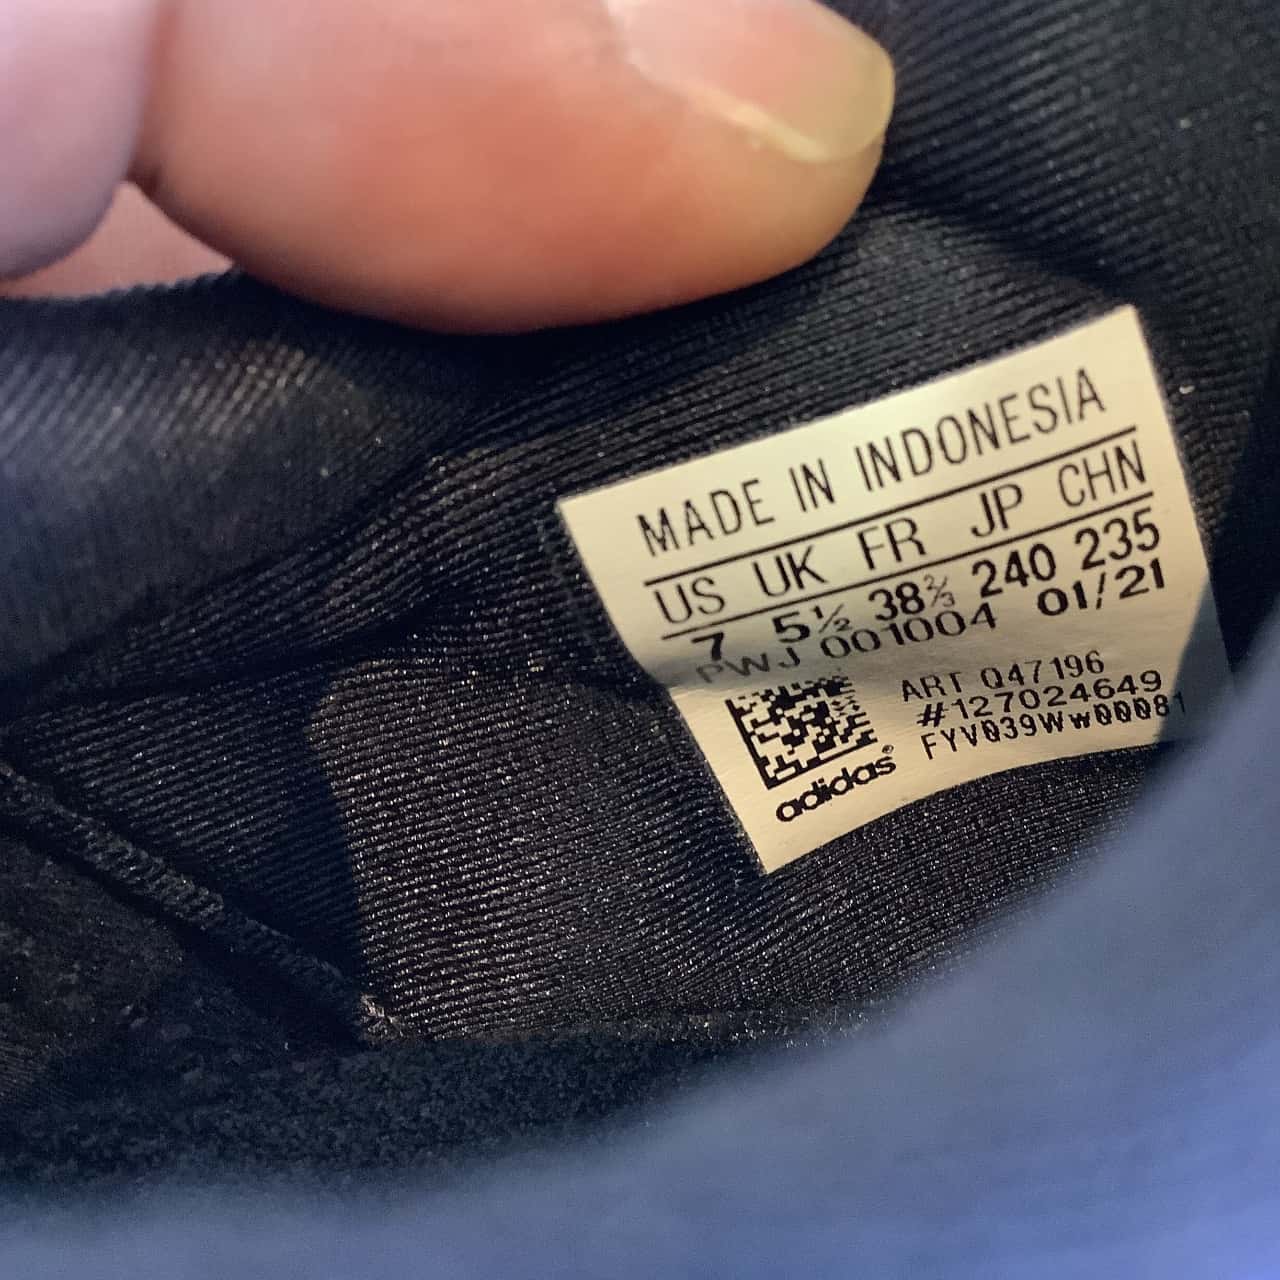 MADE IN INDONESIA
US UK FR JP CHN
7 5½ 38⅔ 240 235
PWJ 001004 01/21
ART Q47196
#127024649
FYV039Ww00081
adidas®